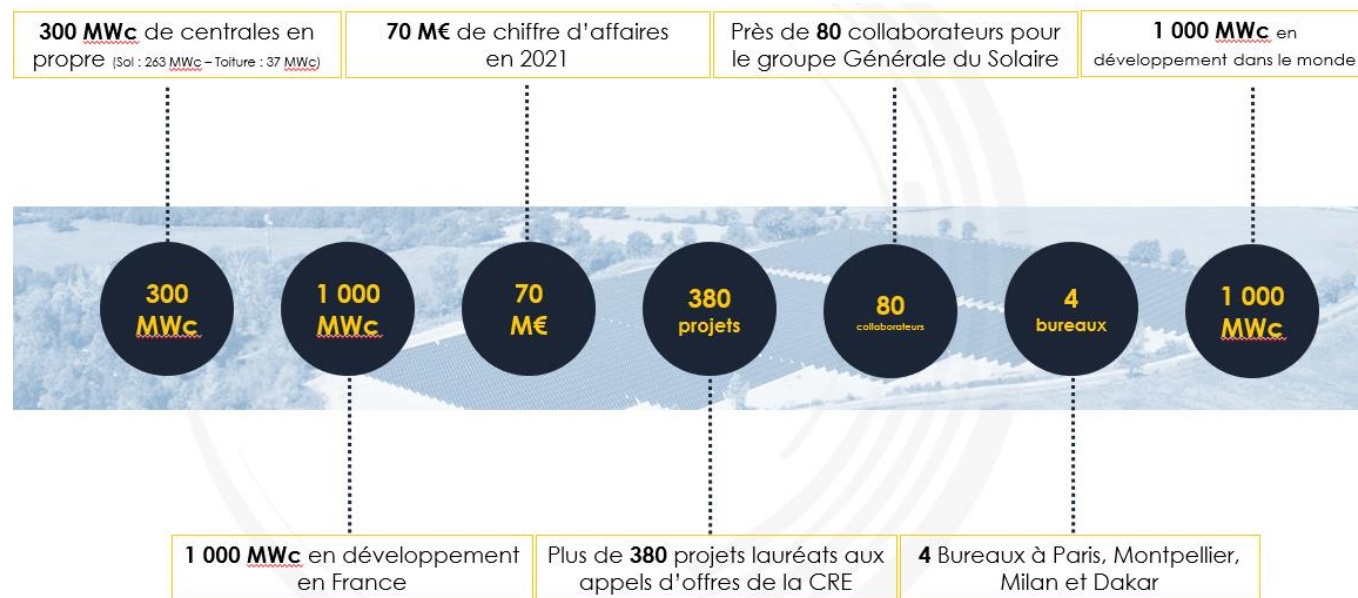 300 MWc de centrales en
propre (Sol : 263 MWc – Toiture : 37 MWc)
70 M€ de chiffre d’affaires
en 2021
Près de 80 collaborateurs pour
le groupe Générale du Solaire
1 000 MWc en
développement dans le monde
300
MWc
1 000
MWc
70
M€
380
projets
80
collaborateurs
4
bureaux
1 000
MWc
1 000 MWc en développement
en France
Plus de 380 projets lauréats aux
appels d’offres de la CRE
4 Bureaux à Paris, Montpellier,
Milan et Dakar